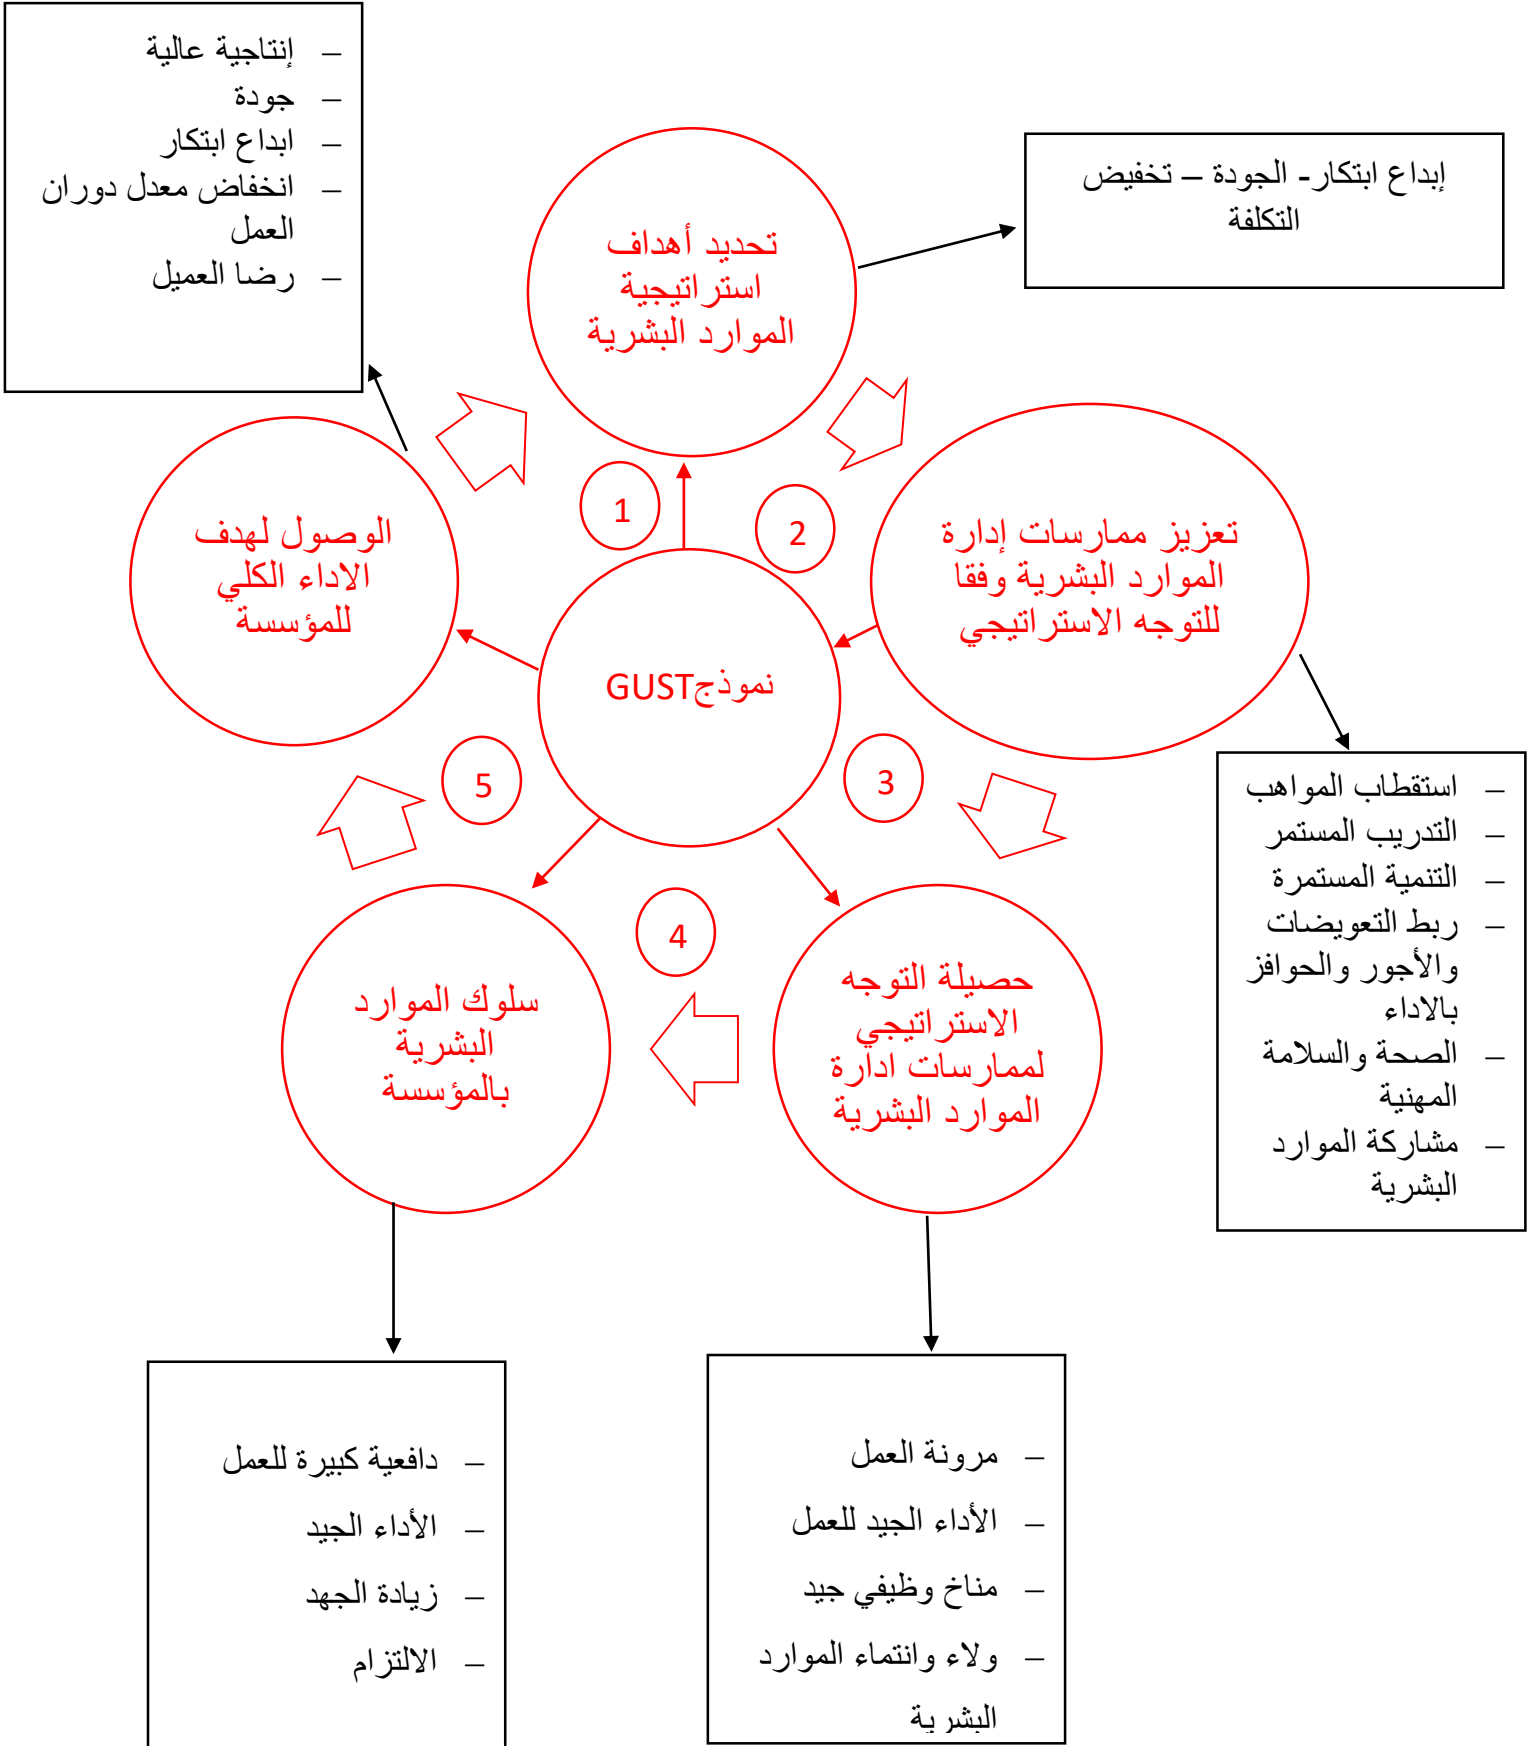 – إنتاجية عالية
– جودة
– ابداع ابتكار
– انخفاض معدل دوران
العمل
– رضا العميل
إبداع ابتكار- الجودة – تخفيض
التكلفة
تحديد أهداف
استراتيجية
الموارد البشرية
1
2
تعزيز ممارسات إدارة
الموارد البشرية وفقا
للتوجه الاستراتيجي
الوصول لهدف
الاداء الكلي
للمؤسسة
نموذجGUST
3
5
4
– استقطاب المواهب
– التدريب المستمر
– التنمية المستمرة
– ربط التعويضات
والأجور والحوافز
بالاداء
– الصحة والسلامة
المهنية
– مشاركة الموارد
البشرية
حصيلة التوجه
الاستراتيجي
لممارسات ادارة
الموارد البشرية
سلوك الموارد
البشرية
بالمؤسسة
– مرونة العمل
– الأداء الجيد للعمل
– مناخ وظيفي جيد
– ولاء وانتماء الموارد
البشرية
– دافعية كبيرة للعمل
– الأداء الجيد
– زيادة الجهد
– الالتزام